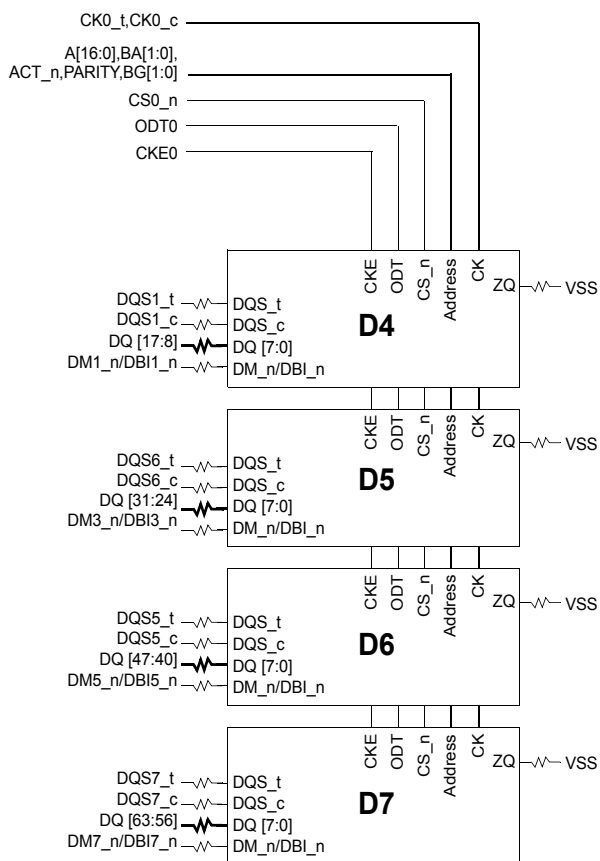 CK0_t,CK0_c
A[16:0],BA[1:0],
ACT_n,PARITY,BG[1:0]
CS0_n
ODT0
CKE0
CKE
ODT
CS_n
Address
CK
ZQ
VSS
D4
DQS1_t
DQS_t
DQS1_c
DQS_c
DQ [17:8]
DQ [7:0]
DM1_n/DBI1_n
DM_n/DBI_n
CKE
ODT
CS_n
Address
CK
ZQ
VSS
D5
DQS6_t
DQS_t
DQS6_c
DQS_c
DQ [31:24]
DQ [7:0]
DM3_n/DBI3_n
DM_n/DBI_n
CKE
ODT
CS_n
Address
CK
ZQ
VSS
D6
DQS5_t
DQS_t
DQS5_c
DQS_c
DQ [47:40]
DQ [7:0]
DM5_n/DBI5_n
DM_n/DBI_n
CKE
ODT
CS_n
Address
CK
ZQ
VSS
D7
DQS7_t
DQS_t
DQS7_c
DQS_c
DQ [63:56]
DQ [7:0]
DM7_n/DBI7_n
DM_n/DBI_n